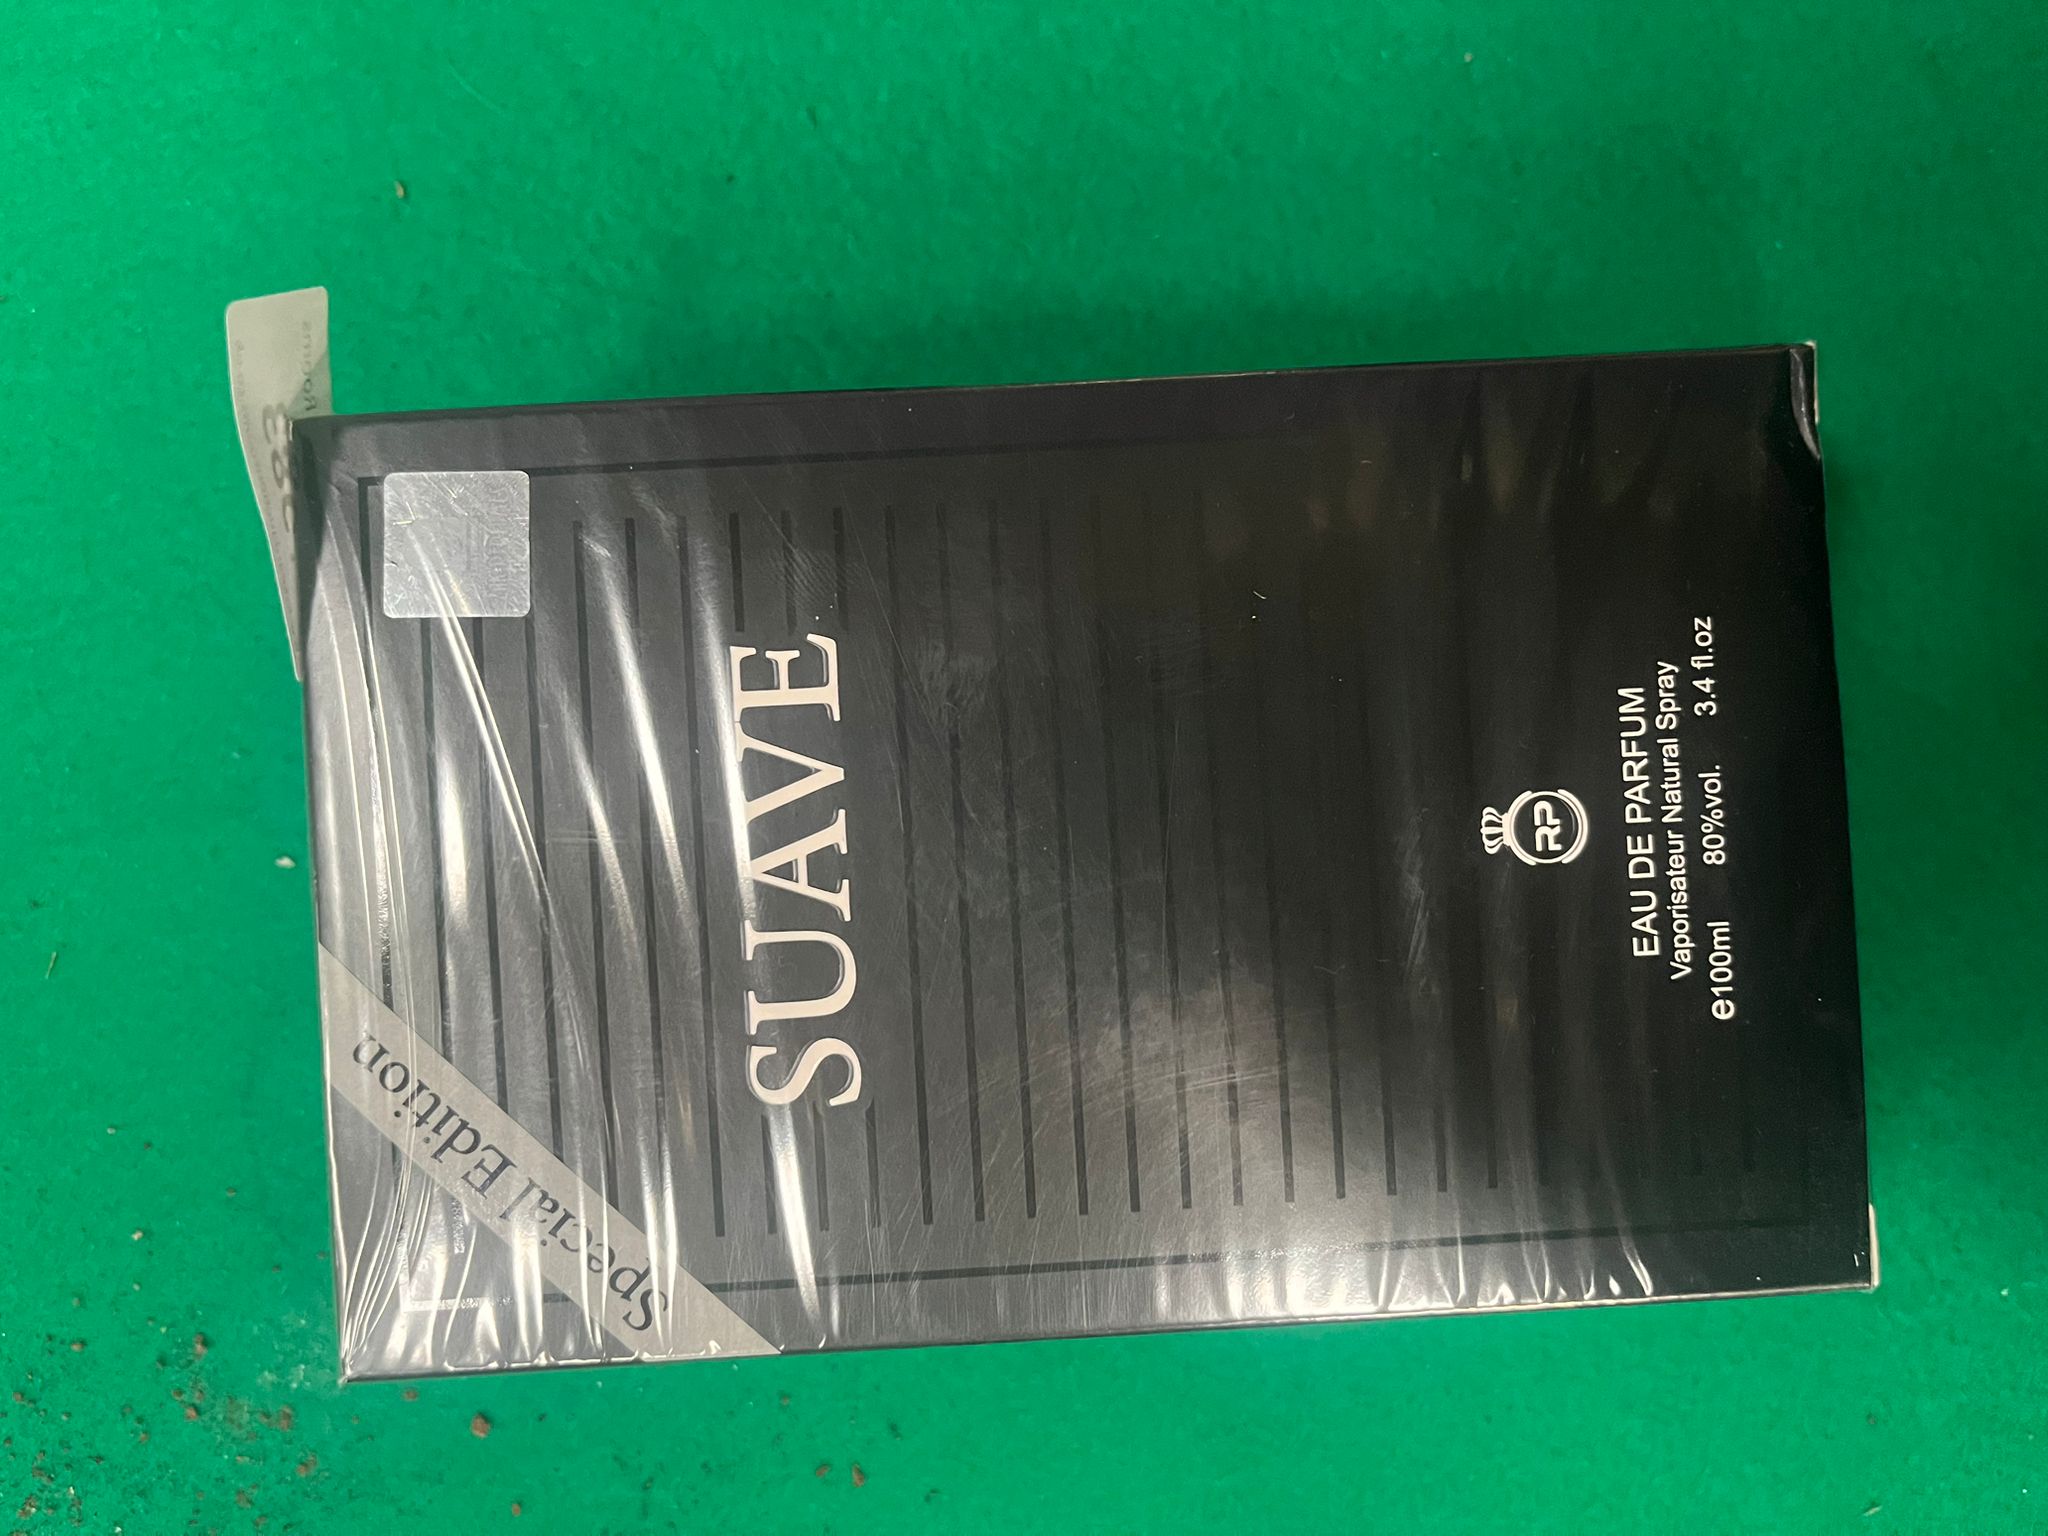 Special Edition
SUAVE
RP
EAU DE PARFUM
Vaporisateur Natural Spray
e100ml 80%vol. 3.4 fl.oz